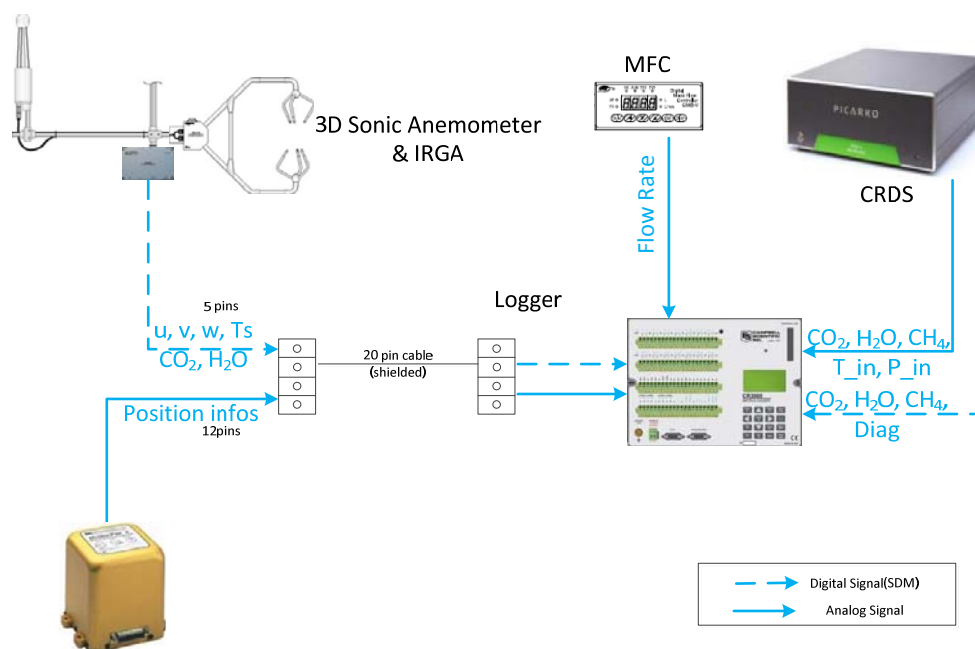 MFC
PICARRO
3D Sonic Anemometer
& IRGA
CRDS
Flow Rate
5 pins
u, v, w, Ts
CO2, H2O
Logger
20 pin cable
(shielded)
Position infos
12pins
CO2, H2O, CH4,
T_in, P_in
CO2, H2O, CH4,
Diag
Digital Signal(SDM)
Analog Signal